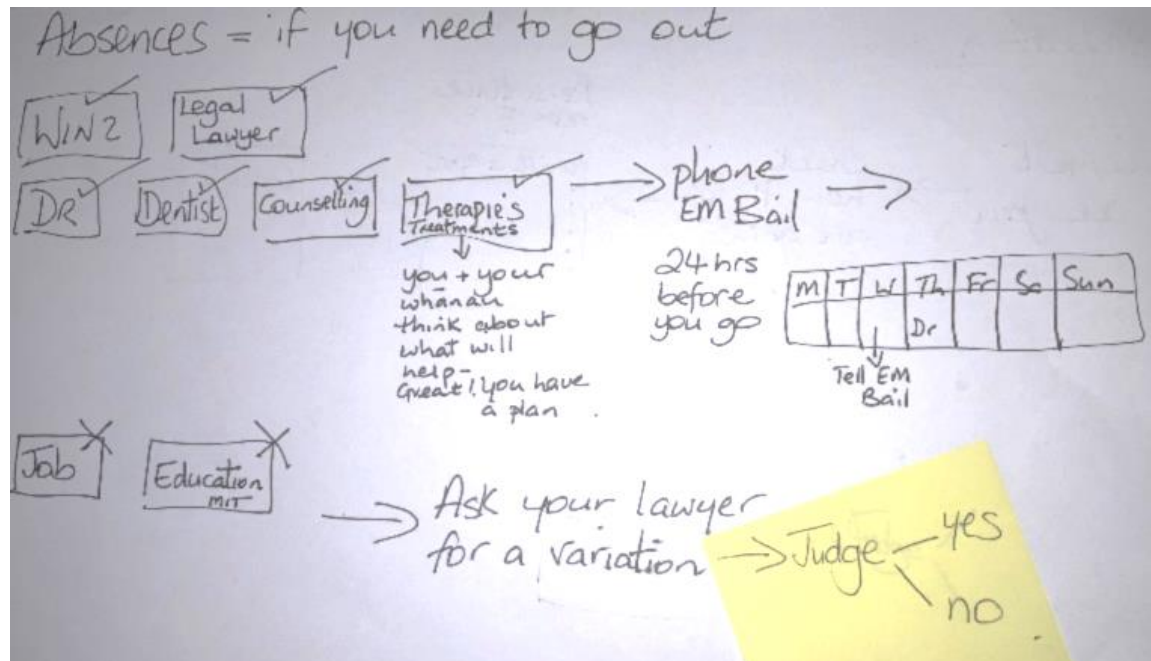 Absences = if you need to go out
WINZ
Legal
Lawyer
DR
Dentist
Counselling
Therapie's
Treatments
you + your
whānau
think about
what will
help -
Great! you have
a plan.
phone
EM Bail
24 hrs
before
you go
M T W Th Fr Sa Sun
Dr
Tell EM
Bail
Job
Education
MIT
Ask your lawyer
for a variation
Judge
yes
no